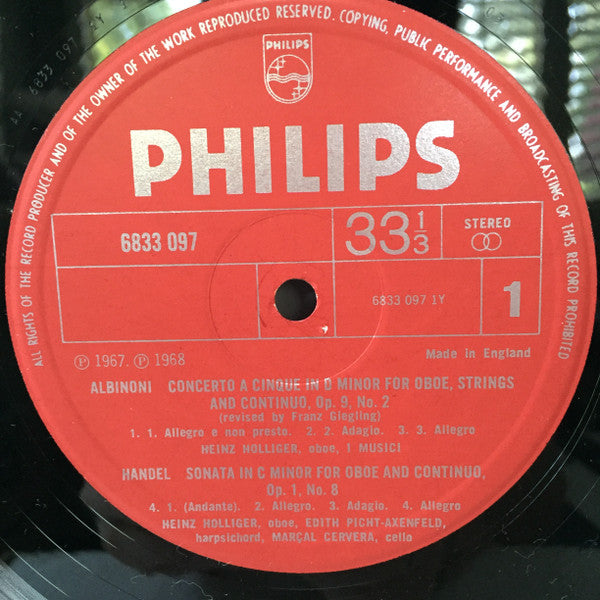 ALL RIGHTS OF THE RECORD PRODUCER AND OF THE OWNER OF THE WORK REPRODUCED RESERVED. COPYING, PUBLIC PERFORMANCE AND BROADCASTING OF THIS RECORD PROHIBITED
PHILIPS
PHILIPS
6833 097
33⅓
STEREO
6833 097 1Y
1
Ⓟ 1967. Ⓟ 1968
Made in England
ALBINONI CONCERTO A CINQUE IN D MINOR FOR OBOE, STRINGS
AND CONTINUO, Op. 9, No. 2
(revised by Franz Giegling)
1. 1. Allegro e non presto. 2. 2. Adagio. 3. 3. Allegro
HEINZ HOLLIGER, oboe, I MUSICI
HANDEL SONATA IN C MINOR FOR OBOE AND CONTINUO,
Op. 1, No. 8
4. 1. (Andante). 2. Allegro. 3. Adagio. 4. Allegro
HEINZ HOLLIGER, oboe, EDITH PICHT-AXENFELD,
harpsichord, MARÇAL CERVERA, cello